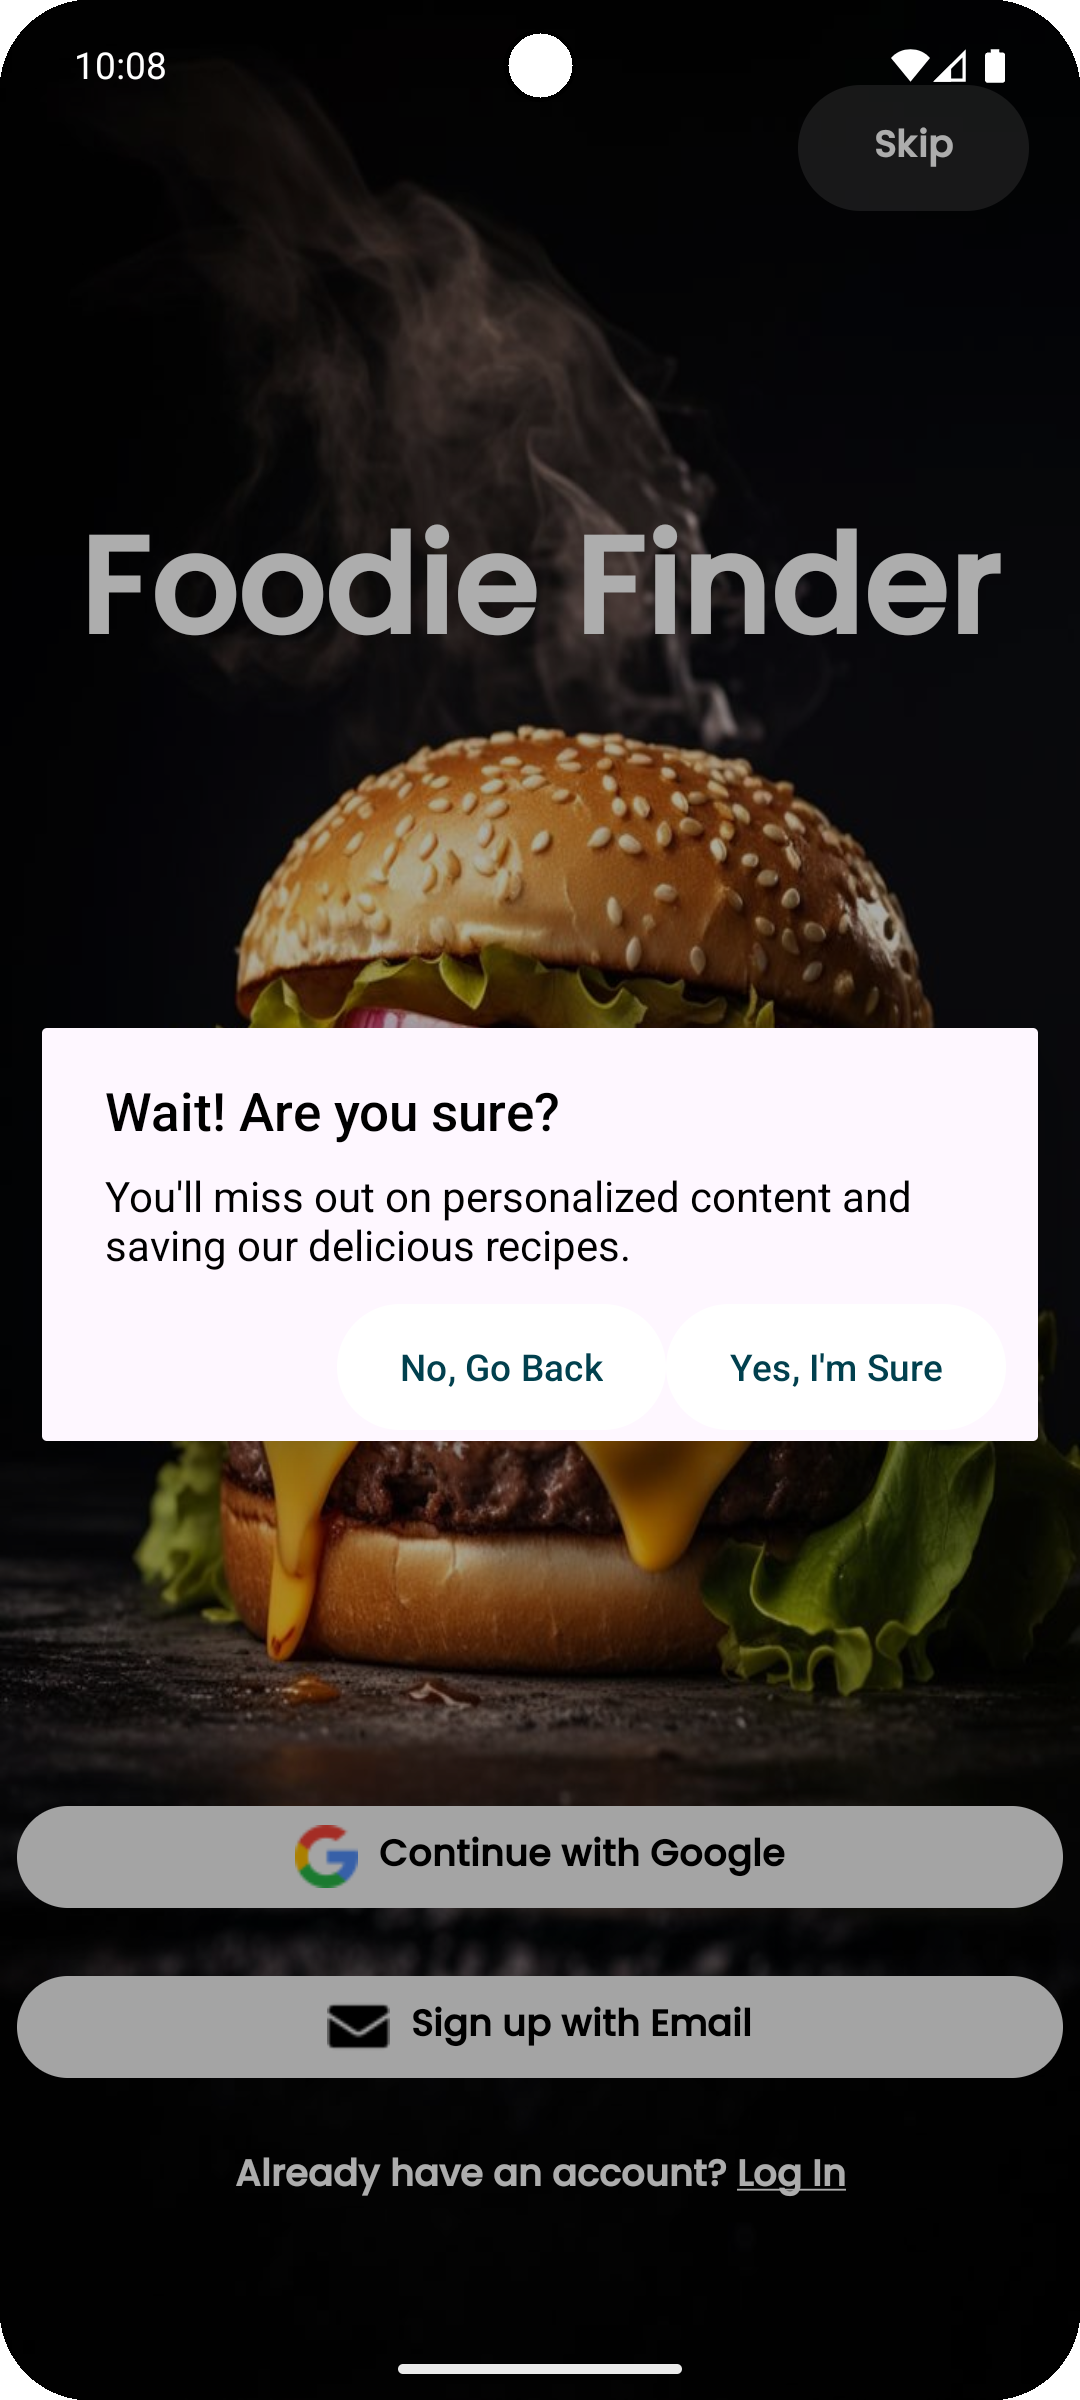 10:08
Skip
Foodie Finder
Wait! Are you sure?
You'll miss out on personalized content and
saving our delicious recipes.
No, Go Back
Yes, I'm Sure
Continue with Google
Sign up with Email
Already have an account? Log In